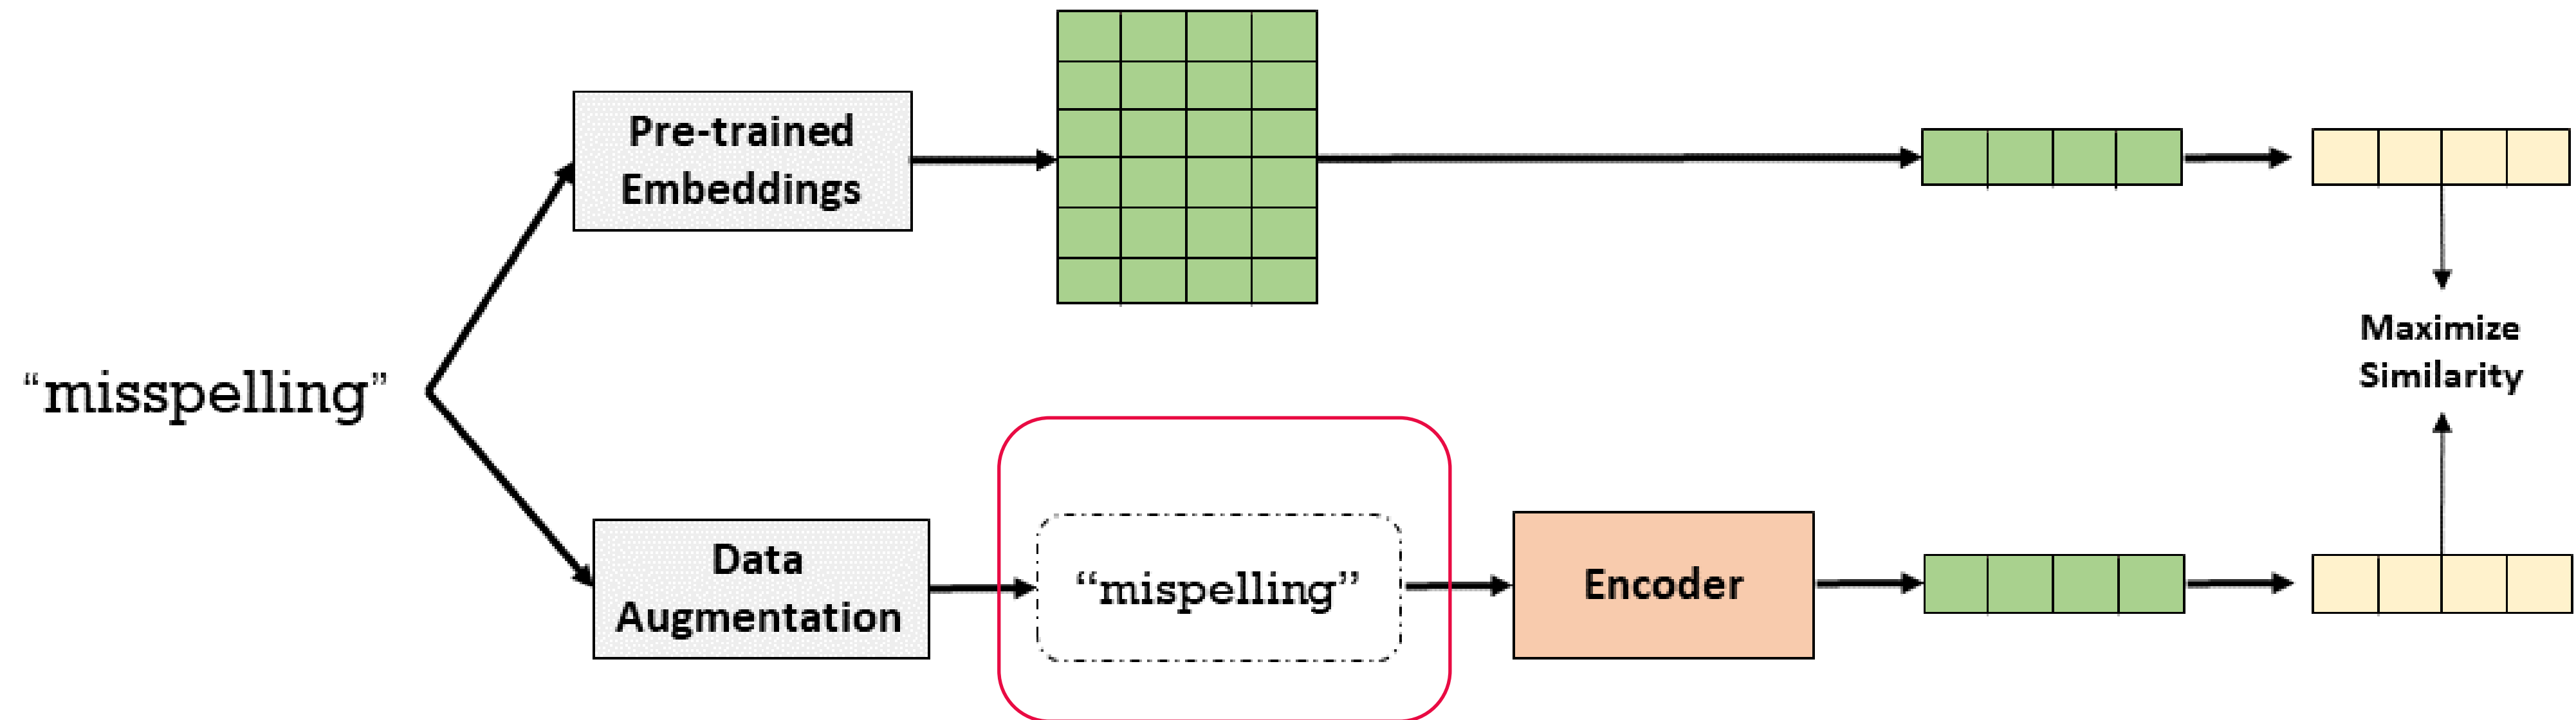 Pre-trained
Embeddings
“misspelling”
Maximize
Similarity
Data
Augmentation
“mispelling”
Encoder